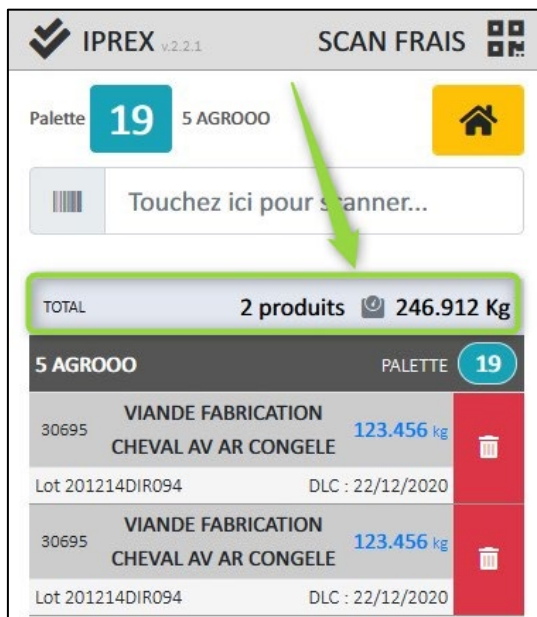 IPREX v.2.2.1 SCAN FRAIS
Palette 19 5 AGROOO
Touchez ici pour scanner...
TOTAL 2 produits 246.912 Kg
5 AGROOO PALETTE 19
30695 VIANDE FABRICATION CHEVAL AV AR CONGELE 123.456 kg
Lot 201214DIR094 DLC : 22/12/2020
30695 VIANDE FABRICATION CHEVAL AV AR CONGELE 123.456 kg
Lot 201214DIR094 DLC : 22/12/2020